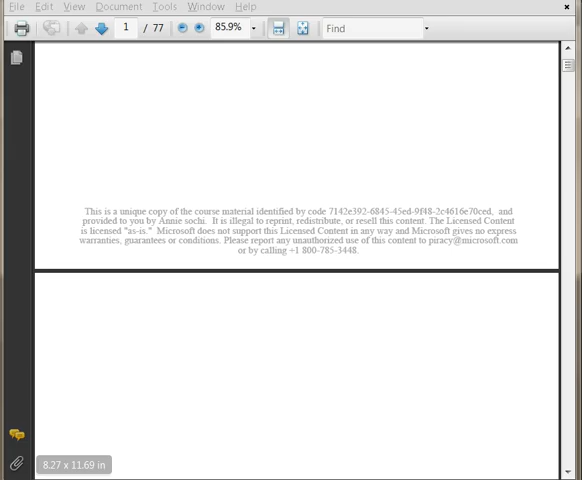 File Edit View Document Tools Window Help
1 / 77 85.9% Find
This is a unique copy of the course material identified by code 7142e392-6845-45ed-9f48-2c4616e70ced, and
provided to you by Annie sochi. It is illegal to reprint, redistribute, or resell this content. The Licensed Content
is licensed "as-is." Microsoft does not support this Licensed Content in any way and Microsoft gives no express
warranties, guarantees or conditions. Please report any unauthorized use of this content to piracy@microsoft.com
or by calling +1 800-785-3448.
8.27 x 11.69 in